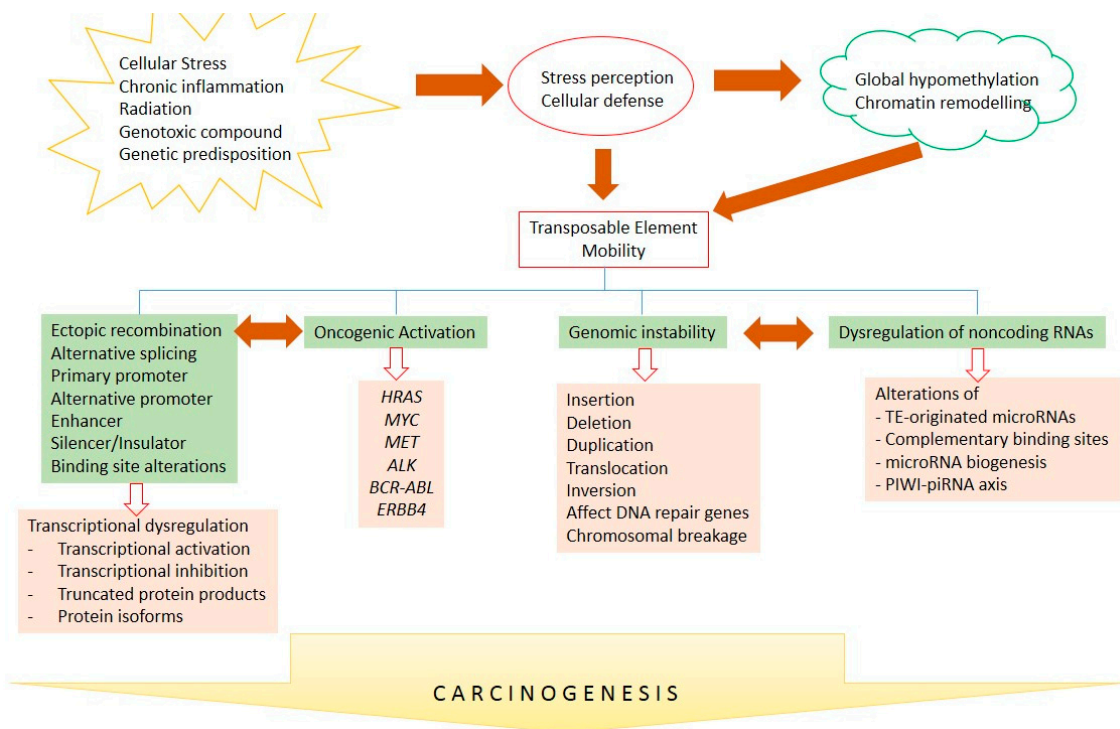 Cellular Stress
Chronic inflammation
Radiation
Genotoxic compound
Genetic predisposition
Stress perception
Cellular defense
Global hypomethylation
Chromatin remodelling
Transposable Element
Mobility
Ectopic recombination
Alternative splicing
Primary promoter
Alternative promoter
Enhancer
Silencer/Insulator
Binding site alterations
Transcriptional dysregulation
- Transcriptional activation
- Transcriptional inhibition
- Truncated protein products
- Protein isoforms
Oncogenic Activation
HRAS
MYC
MET
ALK
BCR-ABL
ERBB4
Genomic instability
Insertion
Deletion
Duplication
Translocation
Inversion
Affect DNA repair genes
Chromosomal breakage
Dysregulation of noncoding RNAs
Alterations of
- TE-originated microRNAs
- Complementary binding sites
- microRNA biogenesis
- PIWI-piRNA axis
CARCINOGENESIS